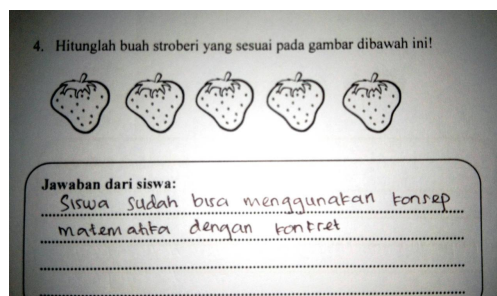 4. Hitunglah buah stroberi yang sesuai pada gambar dibawah ini!
Jawaban dari siswa:
Siswa sudah bisa menggunakan konsep
matematika dengan konkret